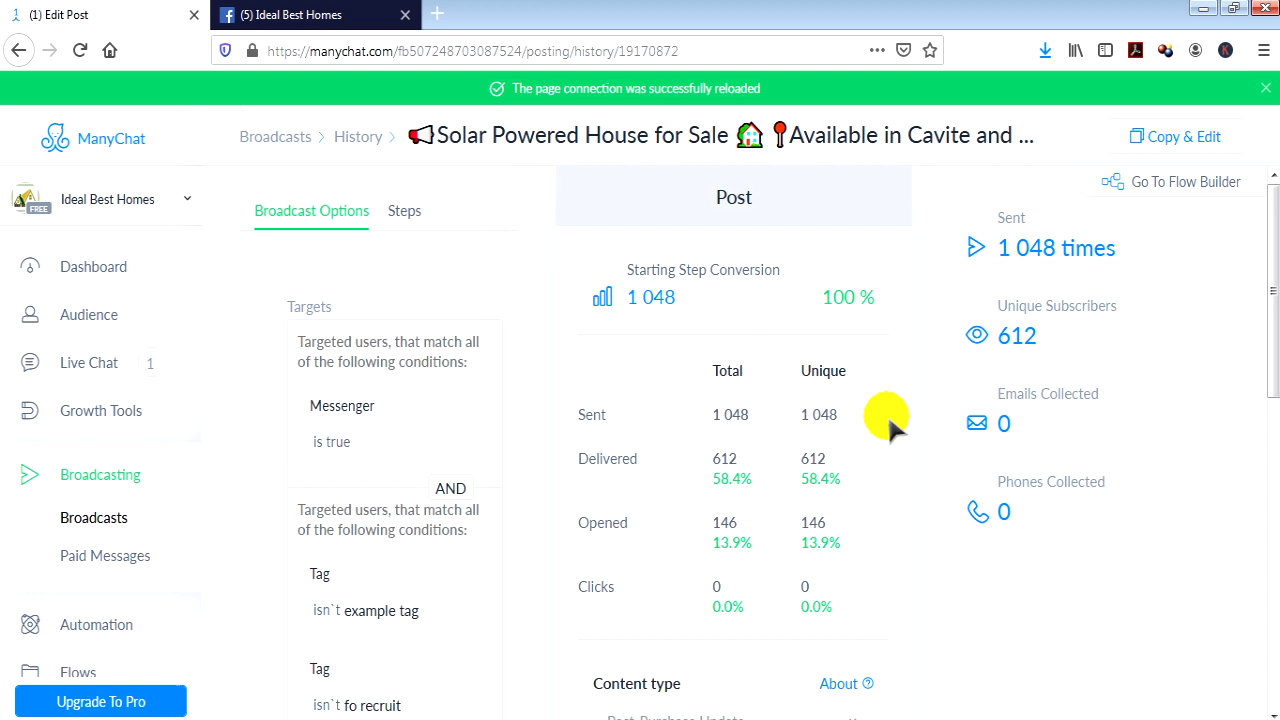 (1) Edit Post
(5) Ideal Best Homes
https://manychat.com/fb507248703087524/posting/history/19170872
The page connection was successfully reloaded
ManyChat
Broadcasts
History
Solar Powered House for Sale Available in Cavite and ...
Copy & Edit
Ideal Best Homes
FREE
Dashboard
Audience
Live Chat 1
Growth Tools
Broadcasting
Broadcasts
Paid Messages
Automation
Flows
Upgrade To Pro
Broadcast Options
Steps
Targets
Targeted users, that match all
of the following conditions:
Messenger
is true
AND
Targeted users, that match all
of the following conditions:
Tag
isn`t example tag
Tag
isn`t fo recruit
Post
Starting Step Conversion
1 048 100 %
Total Unique
Sent 1 048 1 048
Delivered 612 612
58.4% 58.4%
Opened 146 146
13.9% 13.9%
Clicks 0 0
0.0% 0.0%
Content type About ?
Post-Purchase Update
Go To Flow Builder
Sent
1 048 times
Unique Subscribers
612
Emails Collected
0
Phones Collected
0